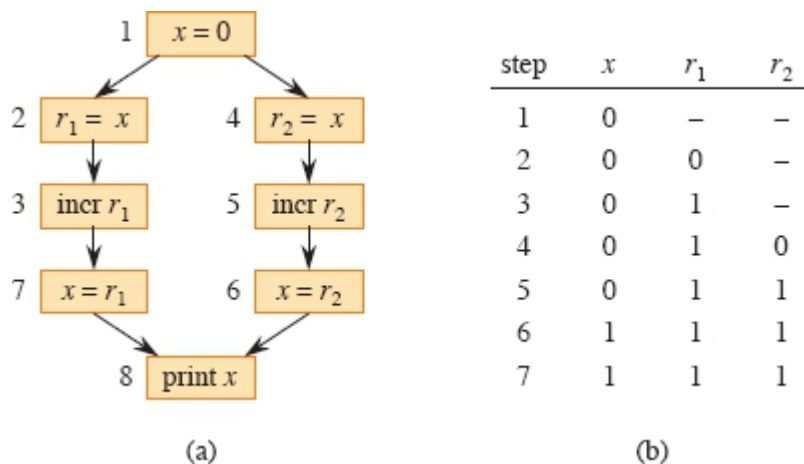 1 x = 0
2 r₁ = x 4 r₂ = x
3 incr r₁ 5 incr r₂
7 x = r₁ 6 x = r₂
8 print x
(a)
step x r₁ r₂
1 0 – –
2 0 0 –
3 0 1 –
4 0 1 0
5 0 1 1
6 1 1 1
7 1 1 1
(b)